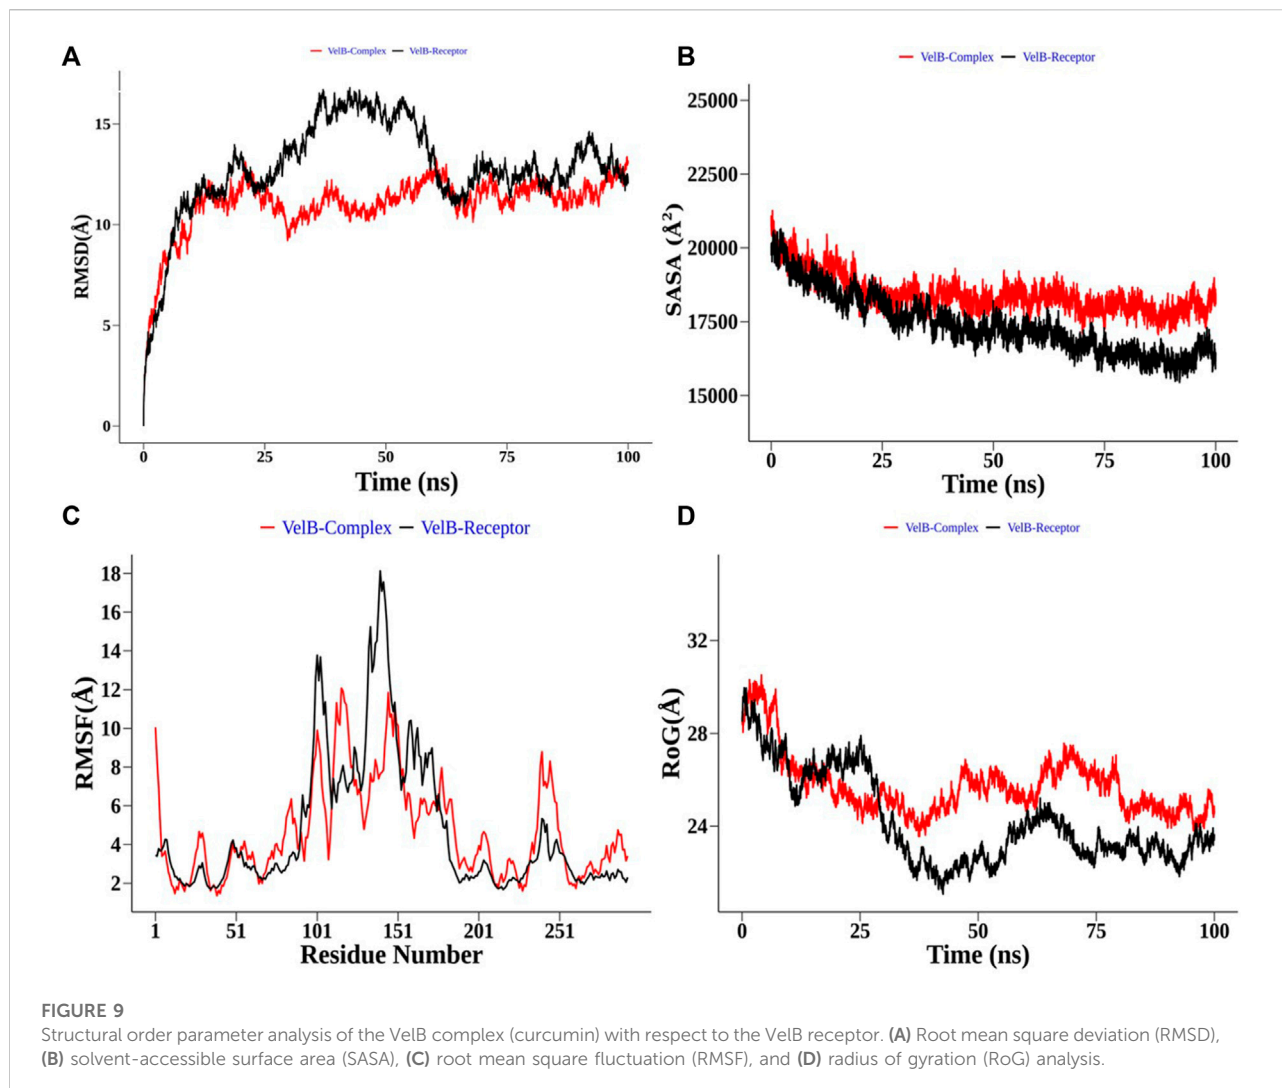 A
VelB-Complex VelB-Receptor
RMSD(Å)
15
10
5
0
0 25 50 75 100
Time (ns)
B
VelB-Complex VelB-Receptor
SASA (Å²)
25000
22500
20000
17500
15000
0 25 50 75 100
Time (ns)
C
VelB-Complex VelB-Receptor
RMSF(Å)
18
16
14
12
10
8
6
4
2
1 51 101 151 201 251
Residue Number
D
VelB-Complex VelB-Receptor
RoG(Å)
32
28
24
0 25 50 75 100
Time (ns)
FIGURE 9
Structural order parameter analysis of the VelB complex (curcumin) with respect to the VelB receptor. (A) Root mean square deviation (RMSD),
(B) solvent-accessible surface area (SASA), (C) root mean square fluctuation (RMSF), and (D) radius of gyration (RoG) analysis.